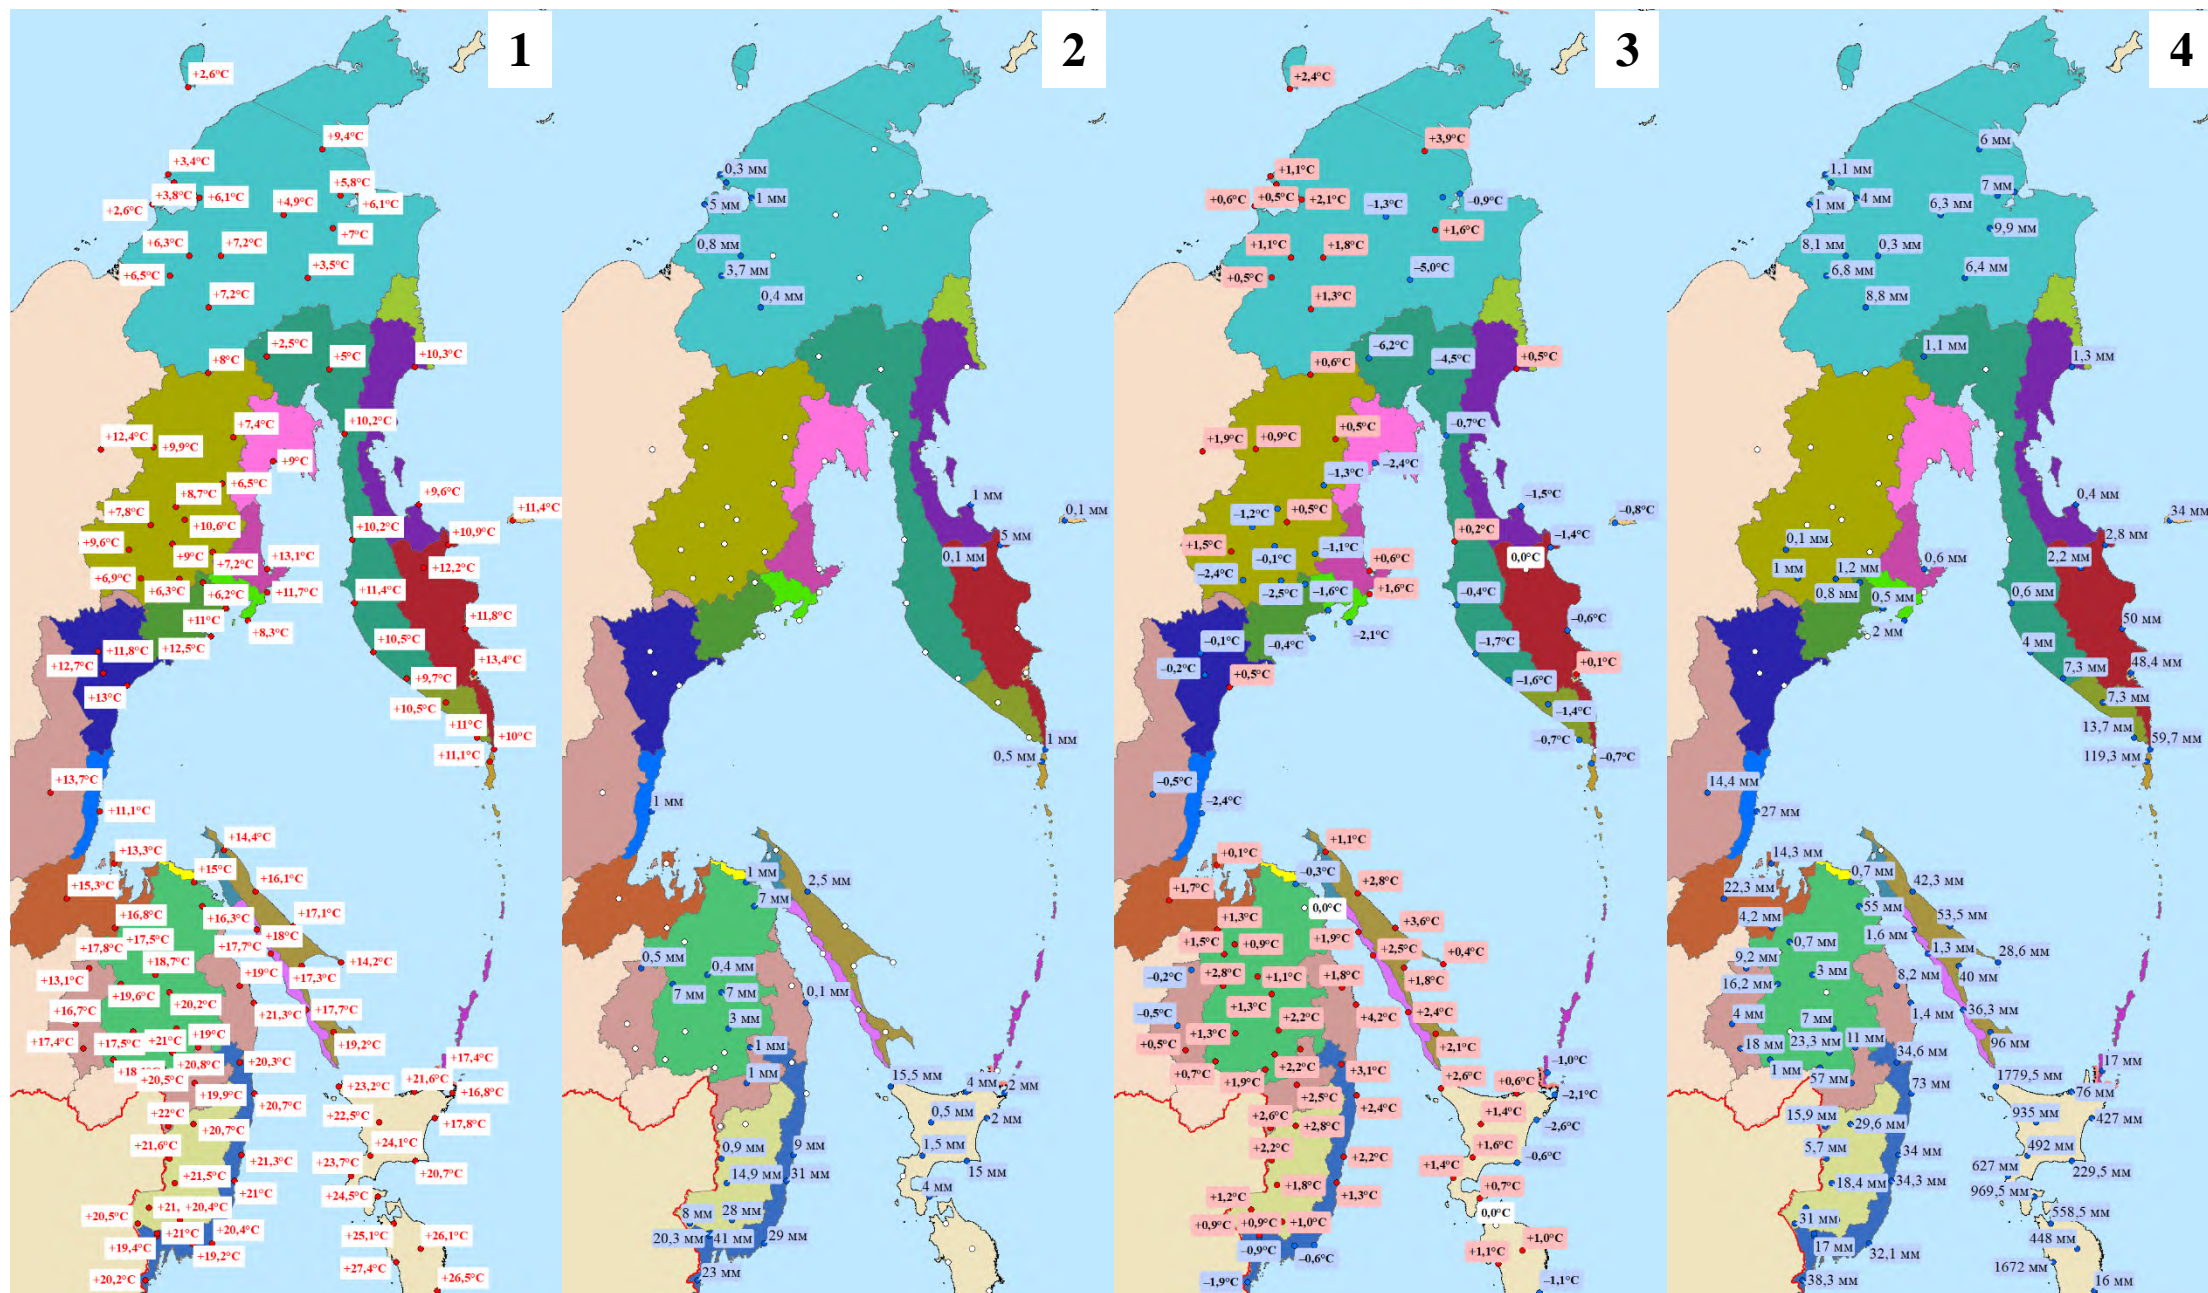 1
+2,6°C
+9,4°C
+3,4°C
+3,8°C
+6,1°C
+5,8°C
+6,1°C
+2,6°C
+4,9°C
+7°C
+6,3°C
+7,2°C
+6,5°C
+3,5°C
+7,2°C
+2,5°C
+8°C
+5°C
+10,3°C
+7,4°C
+10,2°C
+12,4°C
+9,9°C
+9°C
+6,5°C
+8,7°C
+9,6°C
+7,8°C
+10,6°C
+11,4°C
+10,2°C
+10,9°C
+9,6°C
+9°C
+7,2°C
+13,1°C
+12,2°C
+6,9°C
+6,3°C
+6,2°C
+11,7°C
+11,4°C
+11°C
+8,3°C
+11,8°C
+12,5°C
+11,8°C
+10,5°C
+12,7°C
+13,4°C
+13°C
+9,7°C
+10,5°C
+11°C
+10°C
+11,1°C
+13,7°C
+11,1°C
+14,4°C
+13,3°C
+15°C
+15,3°C
+16,1°C
+16,8°C
+16,3°C
+17,1°C
+17,5°C
+18°C
+17,8°C
+17,7°C
+14,2°C
+13,1°C
+18,7°C
+19°C
+17,3°C
+19,6°C
+20,2°C
+16,7°C
+21,3°C
+17,7°C
+17,4°C
+17,5°C
+21°C
+19°C
+19,2°C
+20,8°C
+20,3°C
+17,4°C
+20,5°C
+23,2°C
+21,6°C
+16,8°C
+19,9°C
+20,7°C
+22°C
+22,5°C
+17,8°C
+20,7°C
+21,6°C
+24,1°C
+21,3°C
+23,7°C
+20,7°C
+21,5°C
+21°C
+24,5°C
+20,4°C
+20,5°C
+21°C
+20,4°C
+25,1°C
+26,1°C
+19,4°C
+19,2°C
+27,4°C
+20,2°C
+26,5°C
2
0,3 мм
1 мм
5 мм
0,8 мм
3,7 мм
0,4 мм
1 мм
0,1 мм
5 мм
0,1 мм
1 мм
0,5 мм
1 мм
1 мм
2,5 мм
7 мм
0,5 мм
0,4 мм
7 мм
7 мм
0,1 мм
3 мм
1 мм
1 мм
15,5 мм
4 мм
2 мм
0,5 мм
2 мм
0,9 мм
9 мм
1,5 мм
14,9 мм
31 мм
15 мм
4 мм
8 мм
28 мм
20,3 мм
41 мм
29 мм
23 мм
3
+2,4°C
+3,9°C
+1,1°C
+0,6°C
+0,5°C
+2,1°C
–0,9°C
–1,3°C
+1,6°C
+1,1°C
+1,8°C
+0,5°C
–5,0°C
+1,3°C
–6,2°C
+0,6°C
–4,5°C
+0,5°C
+0,5°C
–0,7°C
+1,9°C
+0,9°C
–2,4°C
–1,3°C
–1,5°C
–1,2°C
+0,5°C
–0,8°C
+0,2°C
–1,4°C
+1,5°C
–0,1°C
–1,1°C
+0,6°C
0,0°C
–2,4°C
–2,5°C
–1,6°C
+1,6°C
–0,4°C
–0,6°C
–2,1°C
–0,1°C
–0,4°C
–1,7°C
–0,2°C
+0,5°C
+0,1°C
–1,6°C
–1,4°C
–0,7°C
–0,7°C
–0,5°C
–2,4°C
+1,1°C
+0,1°C
–0,3°C
+1,7°C
+2,8°C
0,0°C
+1,3°C
+3,6°C
+1,5°C
+0,9°C
+1,9°C
+2,5°C
+0,4°C
–0,2°C
+2,8°C
+1,1°C
+1,8°C
+1,8°C
+1,3°C
+4,2°C
+2,4°C
–0,5°C
+1,3°C
+2,2°C
+0,5°C
+2,1°C
+0,7°C
+2,2°C
+3,1°C
–1,0°C
+1,9°C
+2,6°C
+0,6°C
–2,1°C
+2,5°C
+2,4°C
+2,6°C
+1,4°C
–2,6°C
+2,8°C
+2,2°C
+1,6°C
+2,2°C
+1,4°C
–0,6°C
+1,8°C
+1,3°C
+0,7°C
+1,2°C
0,0°C
+0,9°C
+0,9°C
+1,0°C
+1,0°C
–0,9°C
–0,6°C
+1,1°C
–1,9°C
–1,1°C
4
6 мм
1,1 мм
7 мм
1 мм
4 мм
6,3 мм
9,9 мм
8,1 мм
0,3 мм
6,8 мм
6,4 мм
8,8 мм
1,1 мм
1,3 мм
0,4 мм
34 мм
0,1 мм
2,8 мм
2,2 мм
0,6 мм
1 мм
1,2 мм
0,8 мм
0,5 мм
0,6 мм
2 мм
50 мм
4 мм
7,3 мм
48,4 мм
7,3 мм
13,7 мм
59,7 мм
119,3 мм
14,4 мм
27 мм
14,3 мм
0,7 мм
22,3 мм
42,3 мм
4,2 мм
55 мм
53,5 мм
0,7 мм
1,6 мм
1,3 мм
28,6 мм
9,2 мм
3 мм
8,2 мм
40 мм
16,2 мм
1,4 мм
36,3 мм
4 мм
7 мм
18 мм
23,3 мм
11 мм
96 мм
34,6 мм
17 мм
1 мм
57 мм
73 мм
1779,5 мм
76 мм
15,9 мм
29,6 мм
935 мм
427 мм
5,7 мм
34 мм
492 мм
627 мм
229,5 мм
18,4 мм
34,3 мм
969,5 мм
31 мм
558,5 мм
17 мм
32,1 мм
448 мм
1672 мм
38,3 мм
16 мм